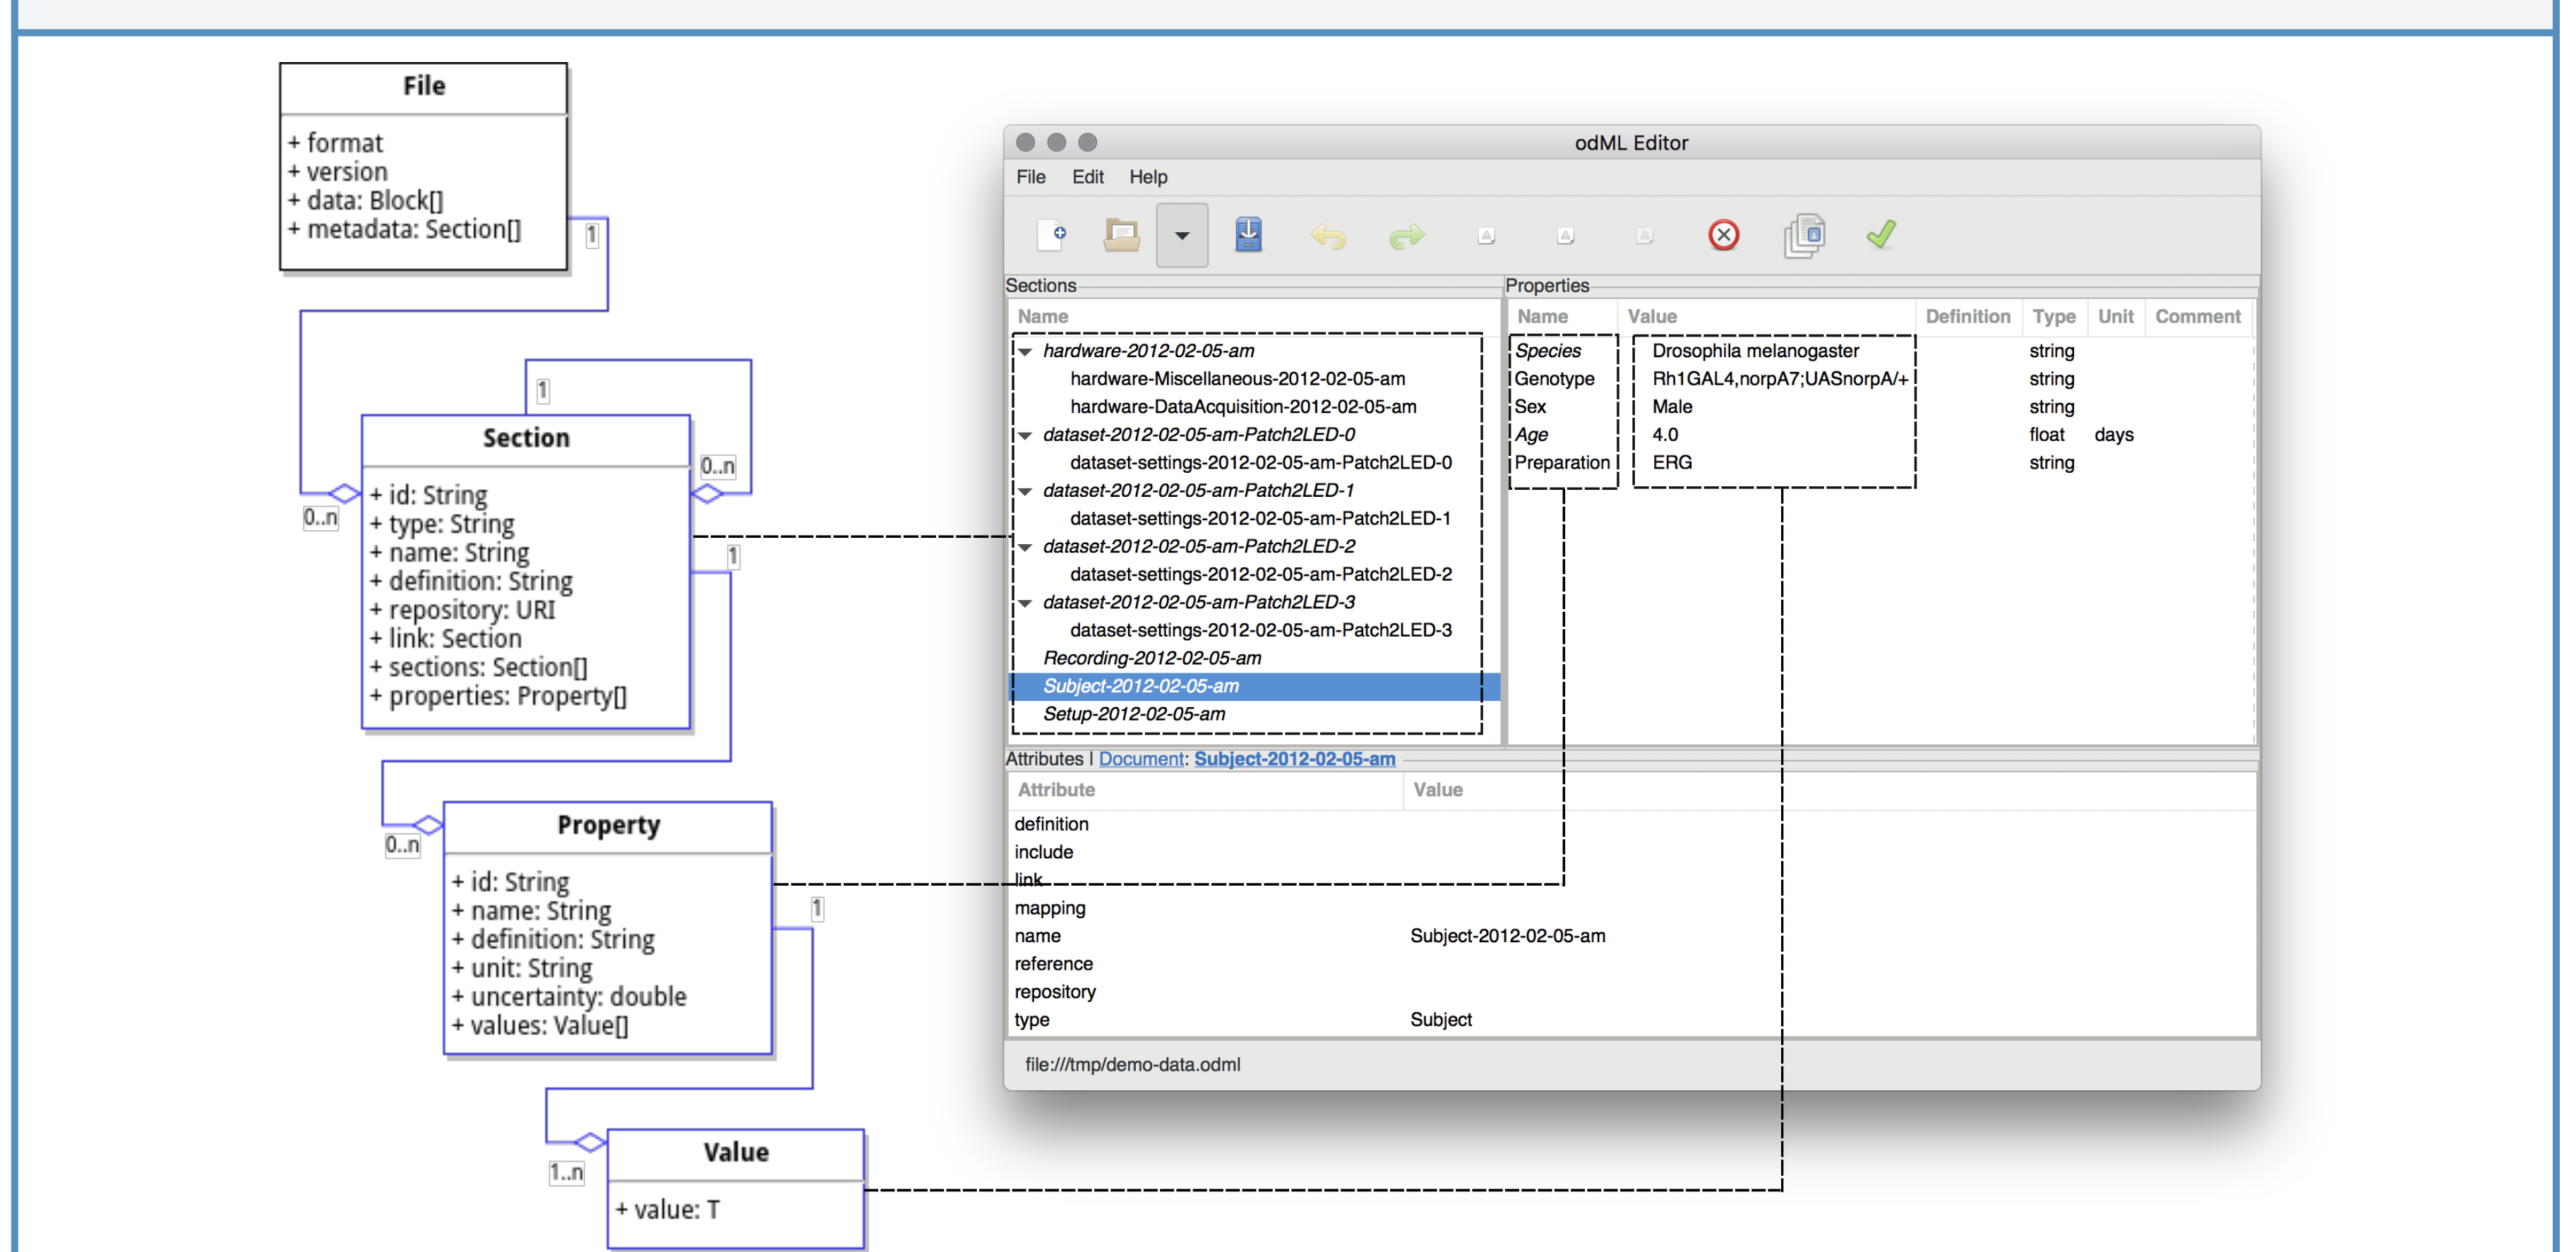 File
+ format
+ version
+ data: Block[]
+ metadata: Section[]
1
1
Section
0..n
+ id: String
+ type: String
+ name: String
+ definition: String
+ repository: URI
+ link: Section
+ sections: Section[]
+ properties: Property[]
0..n
1
Property
0..n
+ id: String
+ name: String
+ definition: String
+ unit: String
+ uncertainty: double
+ values: Value[]
1
Value
1..n
+ value: T
odML Editor
File Edit Help
Sections
Name
hardware-2012-02-05-am
hardware-Miscellaneous-2012-02-05-am
hardware-DataAcquisition-2012-02-05-am
dataset-2012-02-05-am-Patch2LED-0
dataset-settings-2012-02-05-am-Patch2LED-0
dataset-2012-02-05-am-Patch2LED-1
dataset-settings-2012-02-05-am-Patch2LED-1
dataset-2012-02-05-am-Patch2LED-2
dataset-settings-2012-02-05-am-Patch2LED-2
dataset-2012-02-05-am-Patch2LED-3
dataset-settings-2012-02-05-am-Patch2LED-3
Recording-2012-02-05-am
Subject-2012-02-05-am
Setup-2012-02-05-am
Properties
Name Value Definition Type Unit Comment
Species Drosophila melanogaster string
Genotype Rh1GAL4,norpA7;UASnorpA/+ string
Sex Male string
Age 4.0 float days
Preparation ERG string
Attributes | Document: Subject-2012-02-05-am
Attribute Value
definition
include
link
mapping
name Subject-2012-02-05-am
reference
repository
type Subject
file:///tmp/demo-data.odml